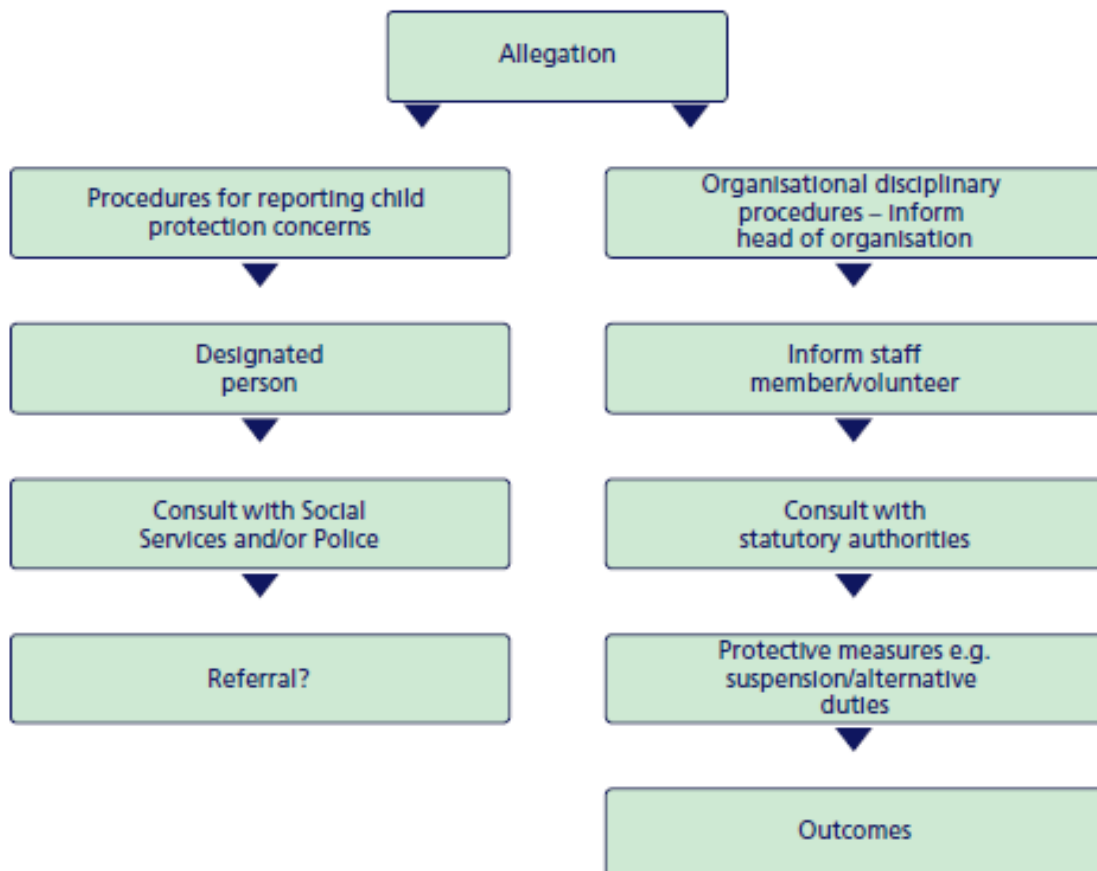 Allegation
Procedures for reporting child
protection concerns
Organisational disciplinary
procedures – inform
head of organisation
Designated
person
Inform staff
member/volunteer
Consult with Social
Services and/or Police
Consult with
statutory authorities
Referral?
Protective measures e.g.
suspension/alternative
duties
Outcomes